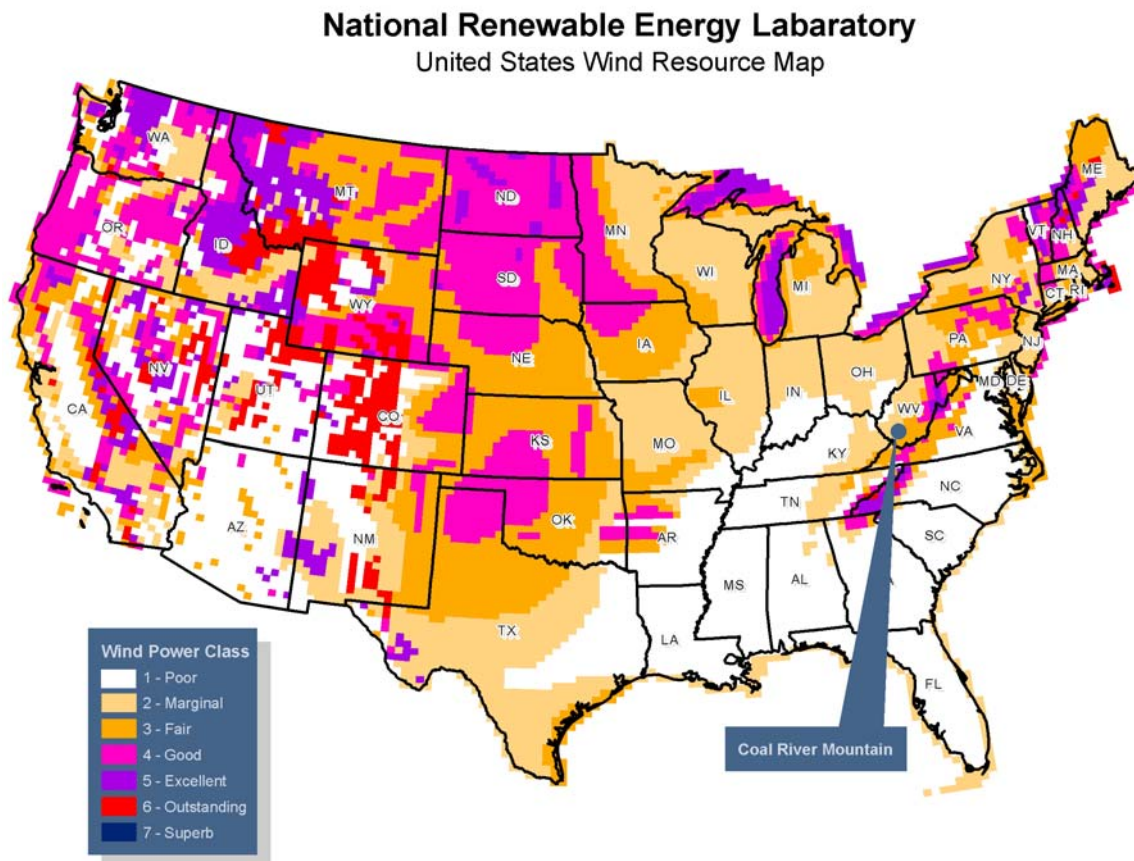 National Renewable Energy Labaratory
United States Wind Resource Map
WA
MT
ND
MN
ME
OR
ID
SD
WI
MI
VT
NH
NY
MA
CT
RI
WY
NE
IA
PA
NJ
NV
UT
CO
IL
IN
OH
MD
DE
CA
KS
MO
WV
VA
KY
AZ
NM
OK
AR
TN
NC
SC
MS
AL
A
TX
LA
FL
Wind Power Class
1 - Poor
2 - Marginal
3 - Fair
4 - Good
5 - Excellent
6 - Outstanding
7 - Superb
Coal River Mountain